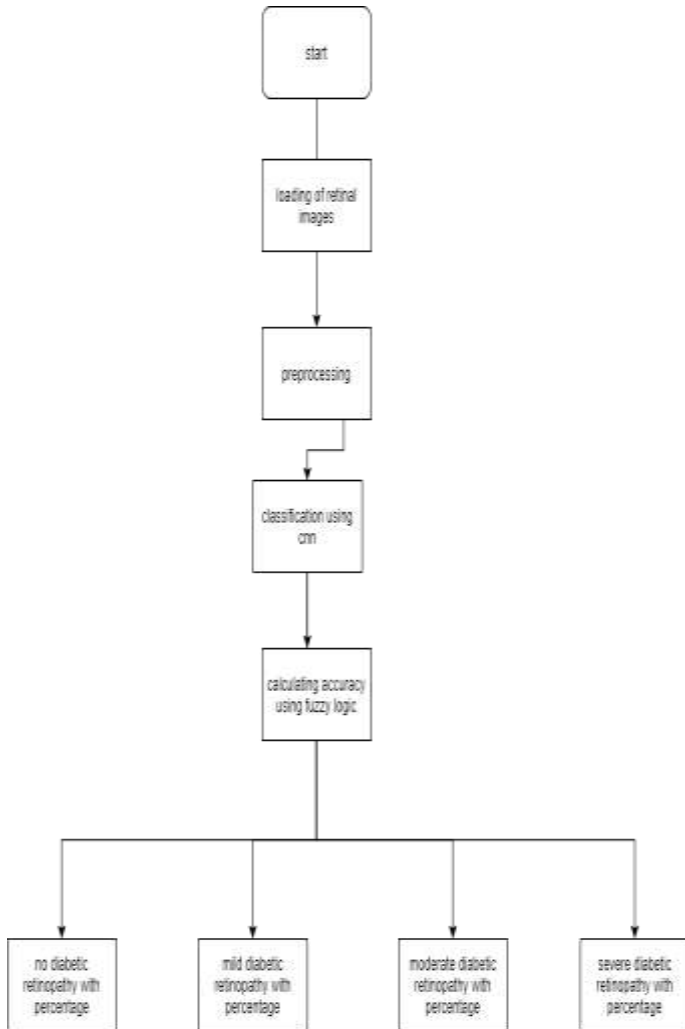 start
loading of retinal
images
preprocessing
classification using
cnn
calculating accuracy
using fuzzy logic
no diabetic
retinopathy with
percentage
mild diabetic
retinopathy with
percentage
moderate diabetic
retinopathy with
percentage
severe diabetic
retinopathy with
percentage